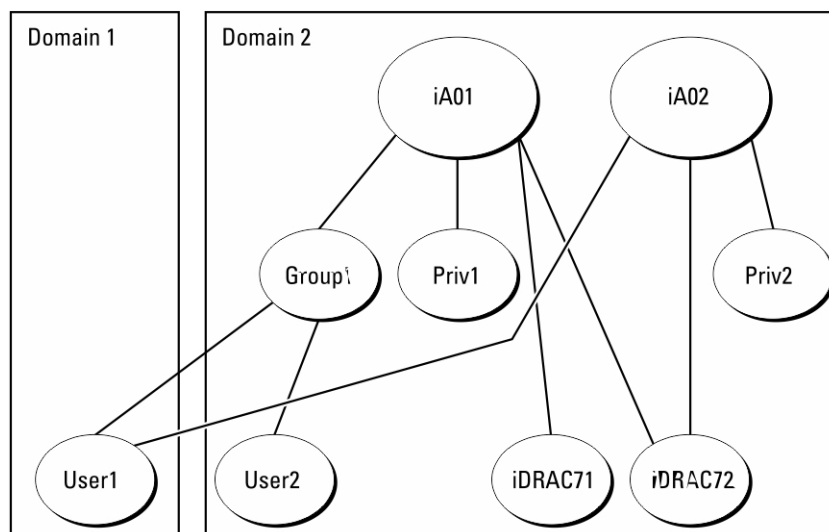 Domain 1
Domain 2
iA01
iA02
Group1
Priv1
Priv2
User1
User2
iDRAC71
iDRAC72